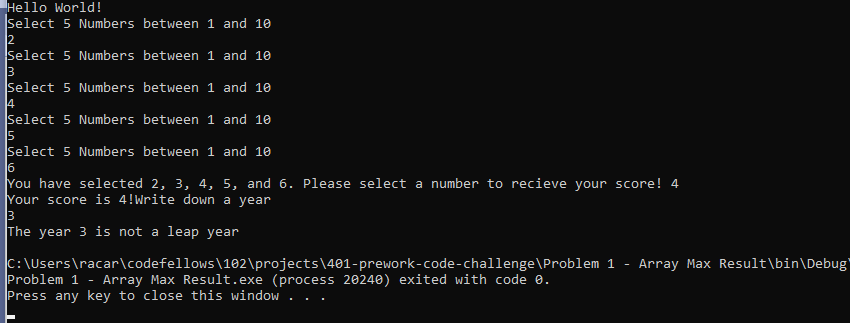 Hello World!
Select 5 Numbers between 1 and 10
2
Select 5 Numbers between 1 and 10
3
Select 5 Numbers between 1 and 10
4
Select 5 Numbers between 1 and 10
5
Select 5 Numbers between 1 and 10
6
You have selected 2, 3, 4, 5, and 6. Please select a number to recieve your score! 4
Your score is 4!Write down a year
3
The year 3 is not a leap year
C:\Users\racar\codefellows\102\projects\401-prework-code-challenge\Problem 1 - Array Max Result\bin\Debug\
Problem 1 - Array Max Result.exe (process 20240) exited with code 0.
Press any key to close this window . . .